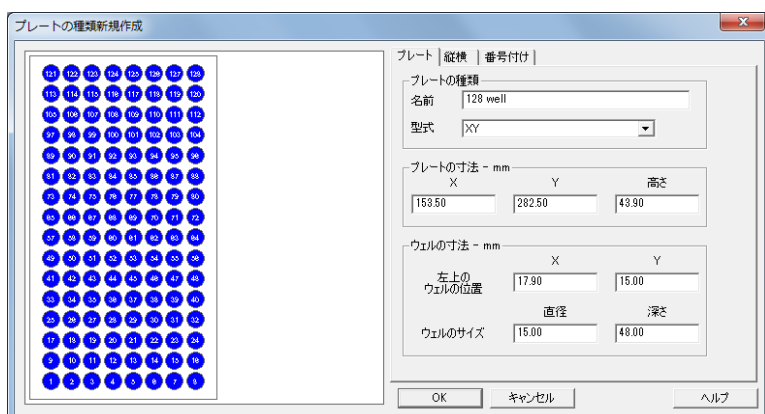 プレートの種類新規作成
121 122 123 124 125 126 127 128
113 114 115 116 117 118 119 120
105 106 107 108 109 110 111 112
97 98 99 100 101 102 103 104
89 90 91 92 93 94 95 96
81 82 83 84 85 86 87 88
73 74 75 76 77 78 79 80
65 66 67 68 69 70 71 72
57 58 59 60 61 62 63 64
49 50 51 52 53 54 55 56
41 42 43 44 45 46 47 48
33 34 35 36 37 38 39 40
25 26 27 28 29 30 31 32
17 18 19 20 21 22 23 24
9 10 11 12 13 14 15 16
1 2 3 4 5 6 7 8
プレート 縦横 番号付け
プレートの種類
名前 128 well
型式 XY
プレートの寸法 - mm
X Y 高さ
153.50 282.50 43.90
ウェルの寸法 - mm
X Y
左上の
ウェルの位置 17.90 15.00
直径 深さ
ウェルのサイズ 15.00 48.00
OK キャンセル ヘルプ